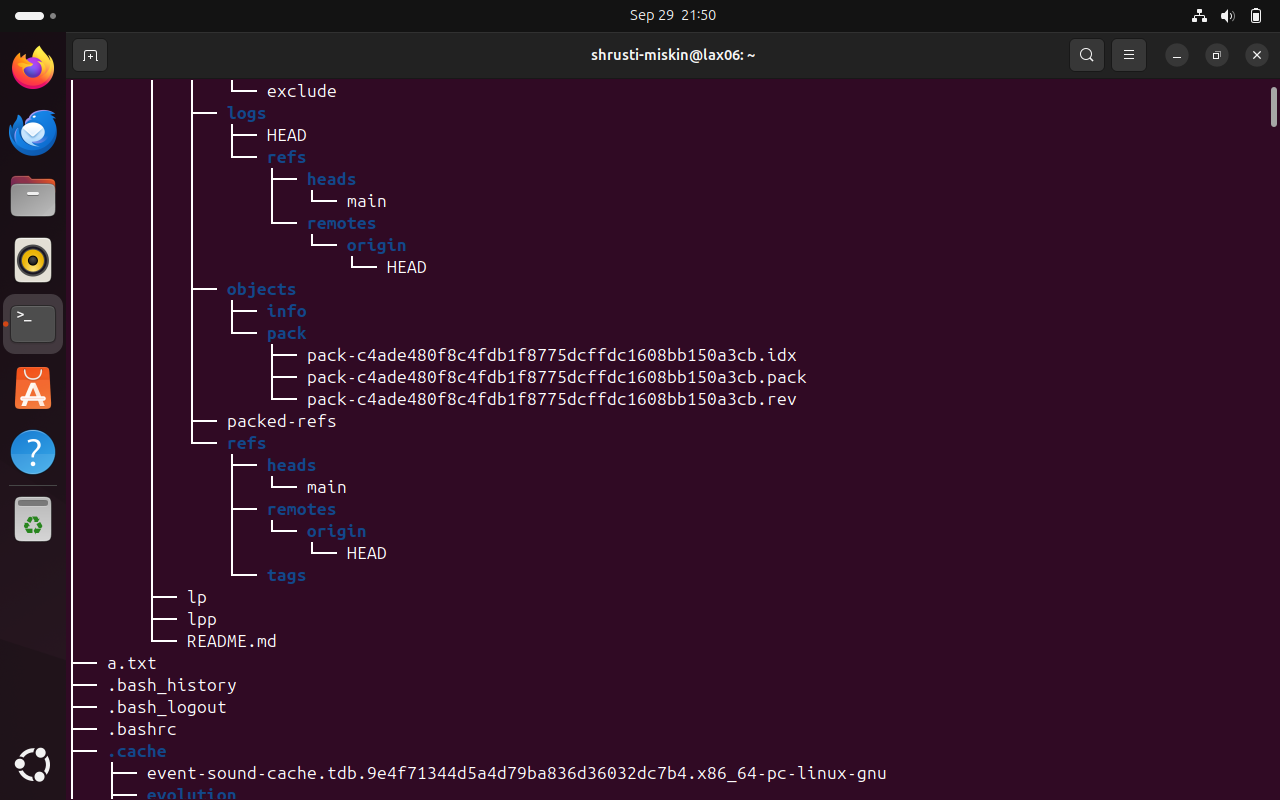 Sep 29 21:50
shrusti-miskin@lax06: ~
exclude
logs
HEAD
refs
heads
main
remotes
origin
HEAD
objects
info
pack
pack-c4ade480f8c4fdb1f8775dcffdc1608bb150a3cb.idx
pack-c4ade480f8c4fdb1f8775dcffdc1608bb150a3cb.pack
pack-c4ade480f8c4fdb1f8775dcffdc1608bb150a3cb.rev
packed-refs
refs
heads
main
remotes
origin
HEAD
tags
lp
lpp
README.md
a.txt
.bash_history
.bash_logout
.bashrc
.cache
event-sound-cache.tdb.9e4f71344d5a4d79ba836d36032dc7b4.x86_64-pc-linux-gnu
evolution